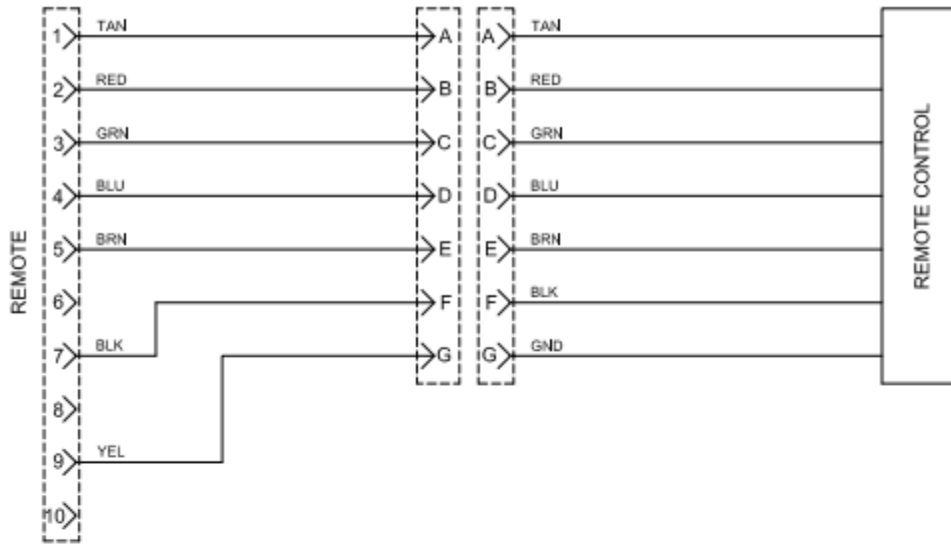 REMOTE
1 TAN A A TAN
2 RED B B RED
3 GRN C C GRN
4 BLU D D BLU
5 BRN E E BRN
6 F F BLK
7 BLK G G GND
8
9 YEL
10
REMOTE CONTROL